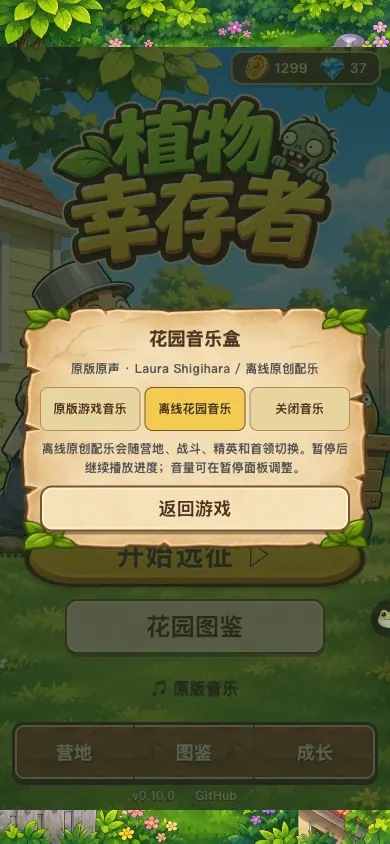 1299
37
植物
幸存者
花园音乐盒
原版原声 · Laura Shigihara / 离线原创配乐
原版游戏音乐
离线花园音乐
关闭音乐
离线原创配乐会随营地、战斗、精英和首领切换。暂停后
继续播放进度；音量可在暂停面板调整。
返回游戏
开始远征 ▷
花园图鉴
🎵 原版音乐
营地
图鉴
成长
v0.10.0
GitHub